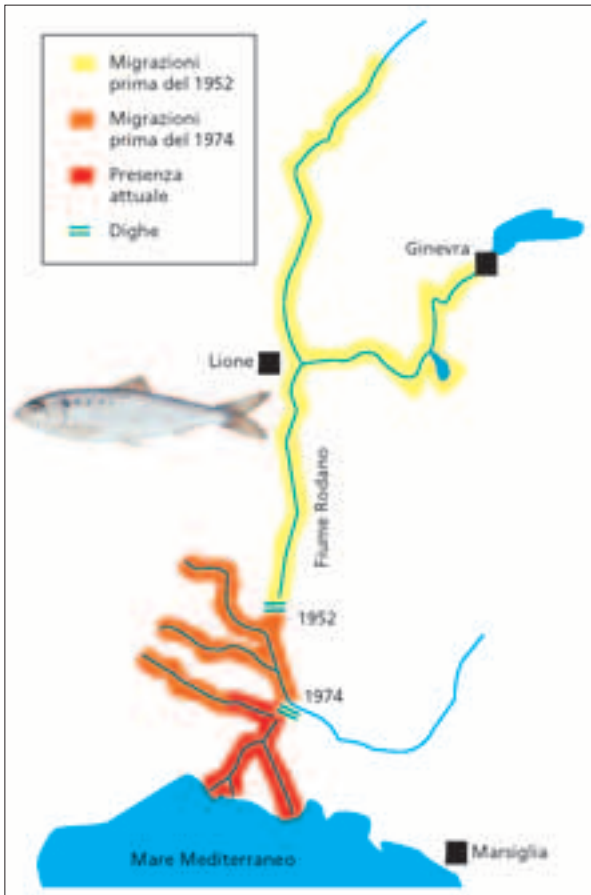 Migrazioni
prima del 1952
Migrazioni
prima del 1974
Presenza
attuale
Dighe
Ginevra
Lione
Fiume Rodano
1952
1974
Mare Mediterraneo
Marsiglia